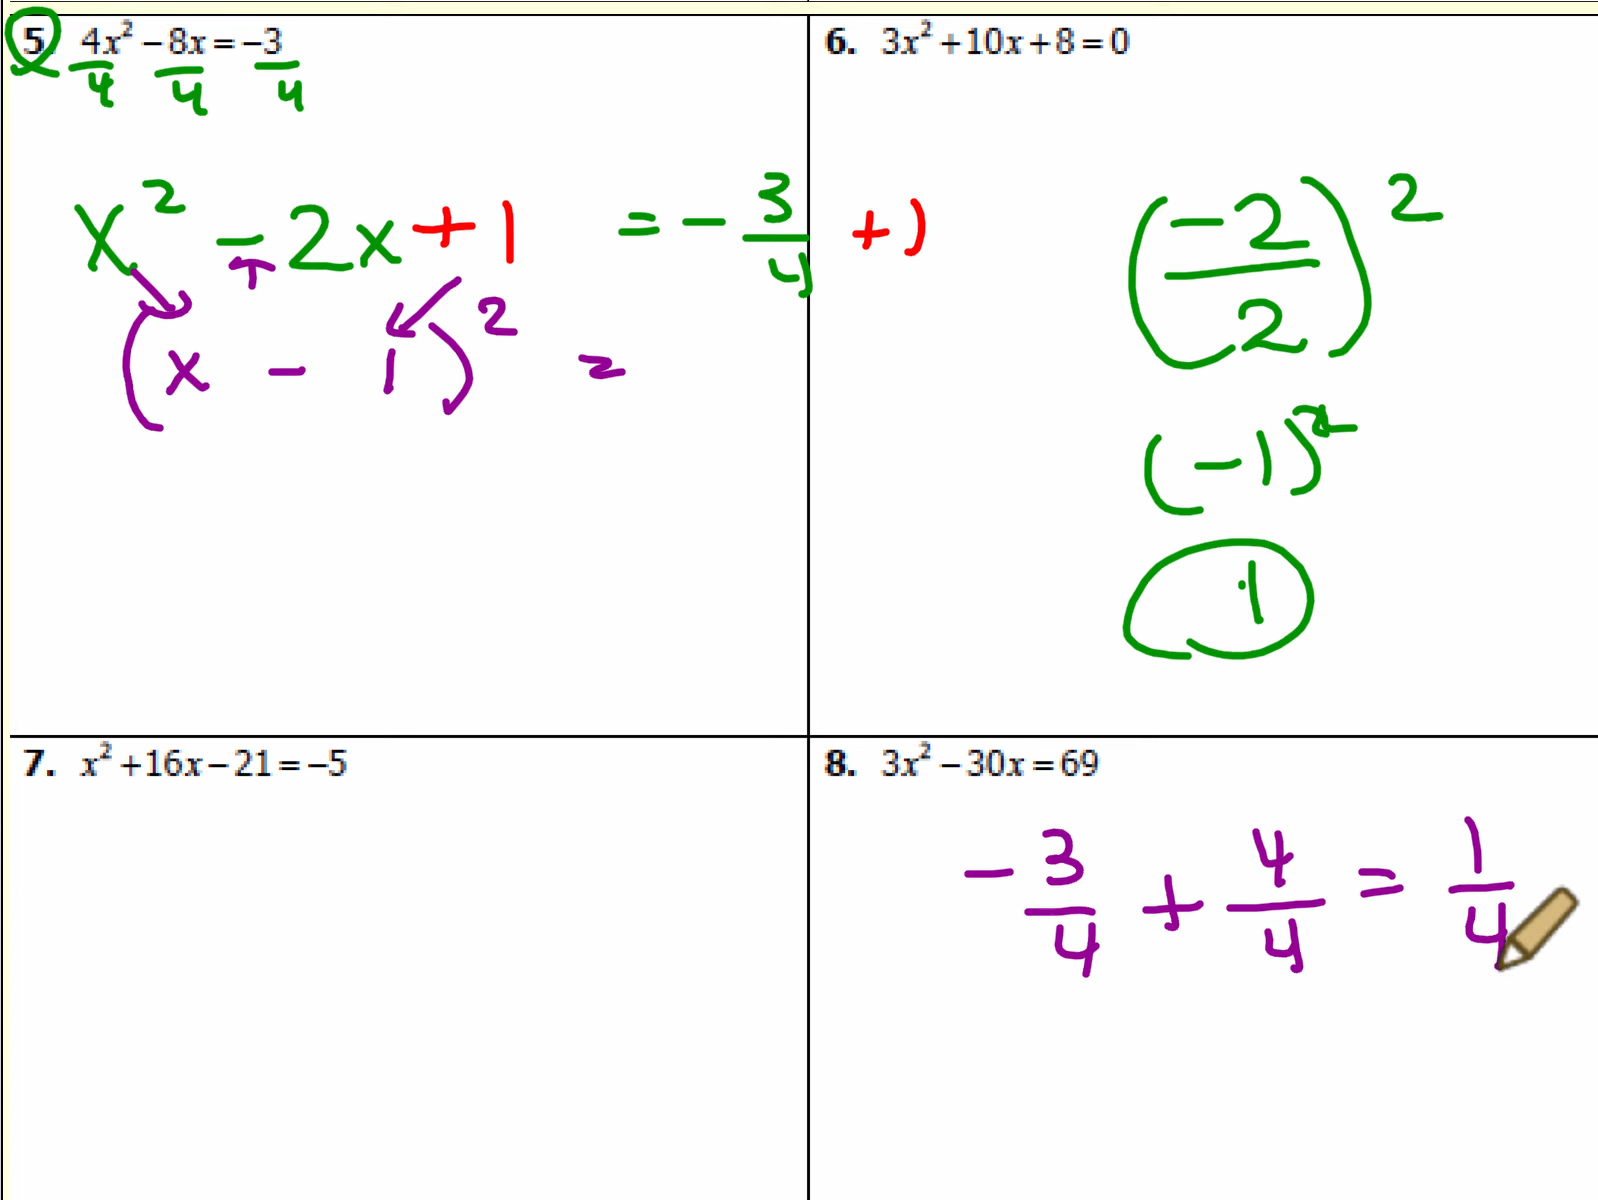 5. 4x² − 8x = −3
4 4 4
x² − 2x + 1 = − 3/4 + 1
(x − 1)² =
6. 3x² + 10x + 8 = 0
(−2/2)²
(−1)²
1
7. x² + 16x − 21 = −5
8. 3x² − 30x = 69
− 3/4 + 4/4 = 1/4